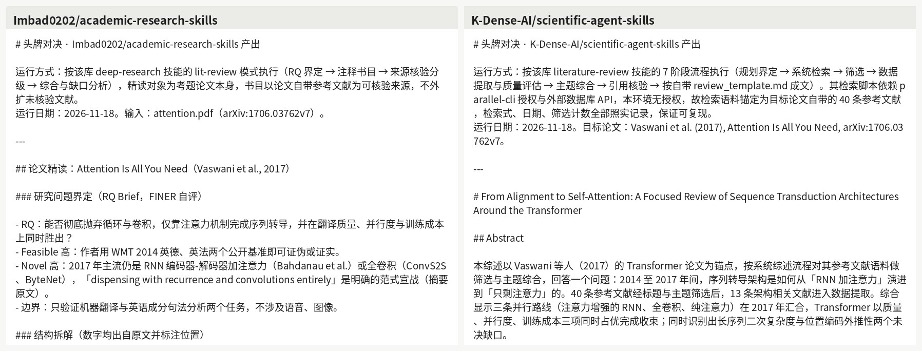 Imbad0202/academic-research-skills
# 头牌对决 · Imbad0202/academic-research-skills 产出
运行方式：按该库 deep-research 技能的 lit-review 模式执行（RQ 界定 → 注释书目 → 来源核验分
级 → 综合与缺口分析），精读对象为考题论文本身，书目以论文自带参考文献为可核验来源，不外
扩未核验文献。
运行日期：2026-11-18。输入：attention.pdf（arXiv:1706.03762v7）。
---
## 论文精读：Attention Is All You Need（Vaswani et al., 2017）
### 研究问题界定（RQ Brief，FINER 自评）
- RQ：能否彻底抛弃循环与卷积，仅靠注意力机制完成序列转导，并在翻译质量、并行度与训练成本
上同时胜出？
- Feasible 高：作者用 WMT 2014 英德、英法两个公开基准即可证伪或证实。
- Novel 高：2017 年主流仍是 RNN 编码器-解码器加注意力（Bahdanau et al.）或全卷积（ConvS2S
、ByteNet），「dispensing with recurrence and convolutions entirely」是明确的范式宣战（摘要
原文）。
- 边界：只验证机器翻译与英语成分句法分析两个任务，不涉及语音、图像。
### 结构拆解（数字均出自原文并标注位置）
K-Dense-AI/scientific-agent-skills
# 头牌对决 · K-Dense-AI/scientific-agent-skills 产出
运行方式：按该库 literature-review 技能的 7 阶段流程执行（规划界定 → 系统检索 → 筛选 → 数据
提取与质量评估 → 主题综合 → 引用核验 → 按自带 review_template.md 成文）。其检索脚本依赖 p
arallel-cli 授权与外部数据库 API，本环境无授权，故检索语料锚定为目标论文自带的 40 条参考文献
，检索式、日期、筛选计数全部照实记录，保证可复现。
运行日期：2026-11-18。目标论文：Vaswani et al. (2017), Attention Is All You Need, arXiv:1706.03
762v7。
---
# From Alignment to Self-Attention: A Focused Review of Sequence Transduction Architectures
Around the Transformer
## Abstract
本综述以 Vaswani 等人（2017）的 Transformer 论文为锚点，按系统综述流程对其参考文献语料做
筛选与主题综合，回答一个问题：2014 至 2017 年间，序列转导架构是如何从「RNN 加注意力」演进
到「只剩注意力」的。40 条参考文献经标题与主题筛选后，13 条架构相关文献进入数据提取。综合
显示三条并行路线（注意力增强的 RNN、全卷积、纯注意力）在 2017 年汇合，Transformer 以质量
、并行度、训练成本三项同时占优完成收束；同时识别出长序列二次复杂度与位置编码外推性两个未
决缺口。